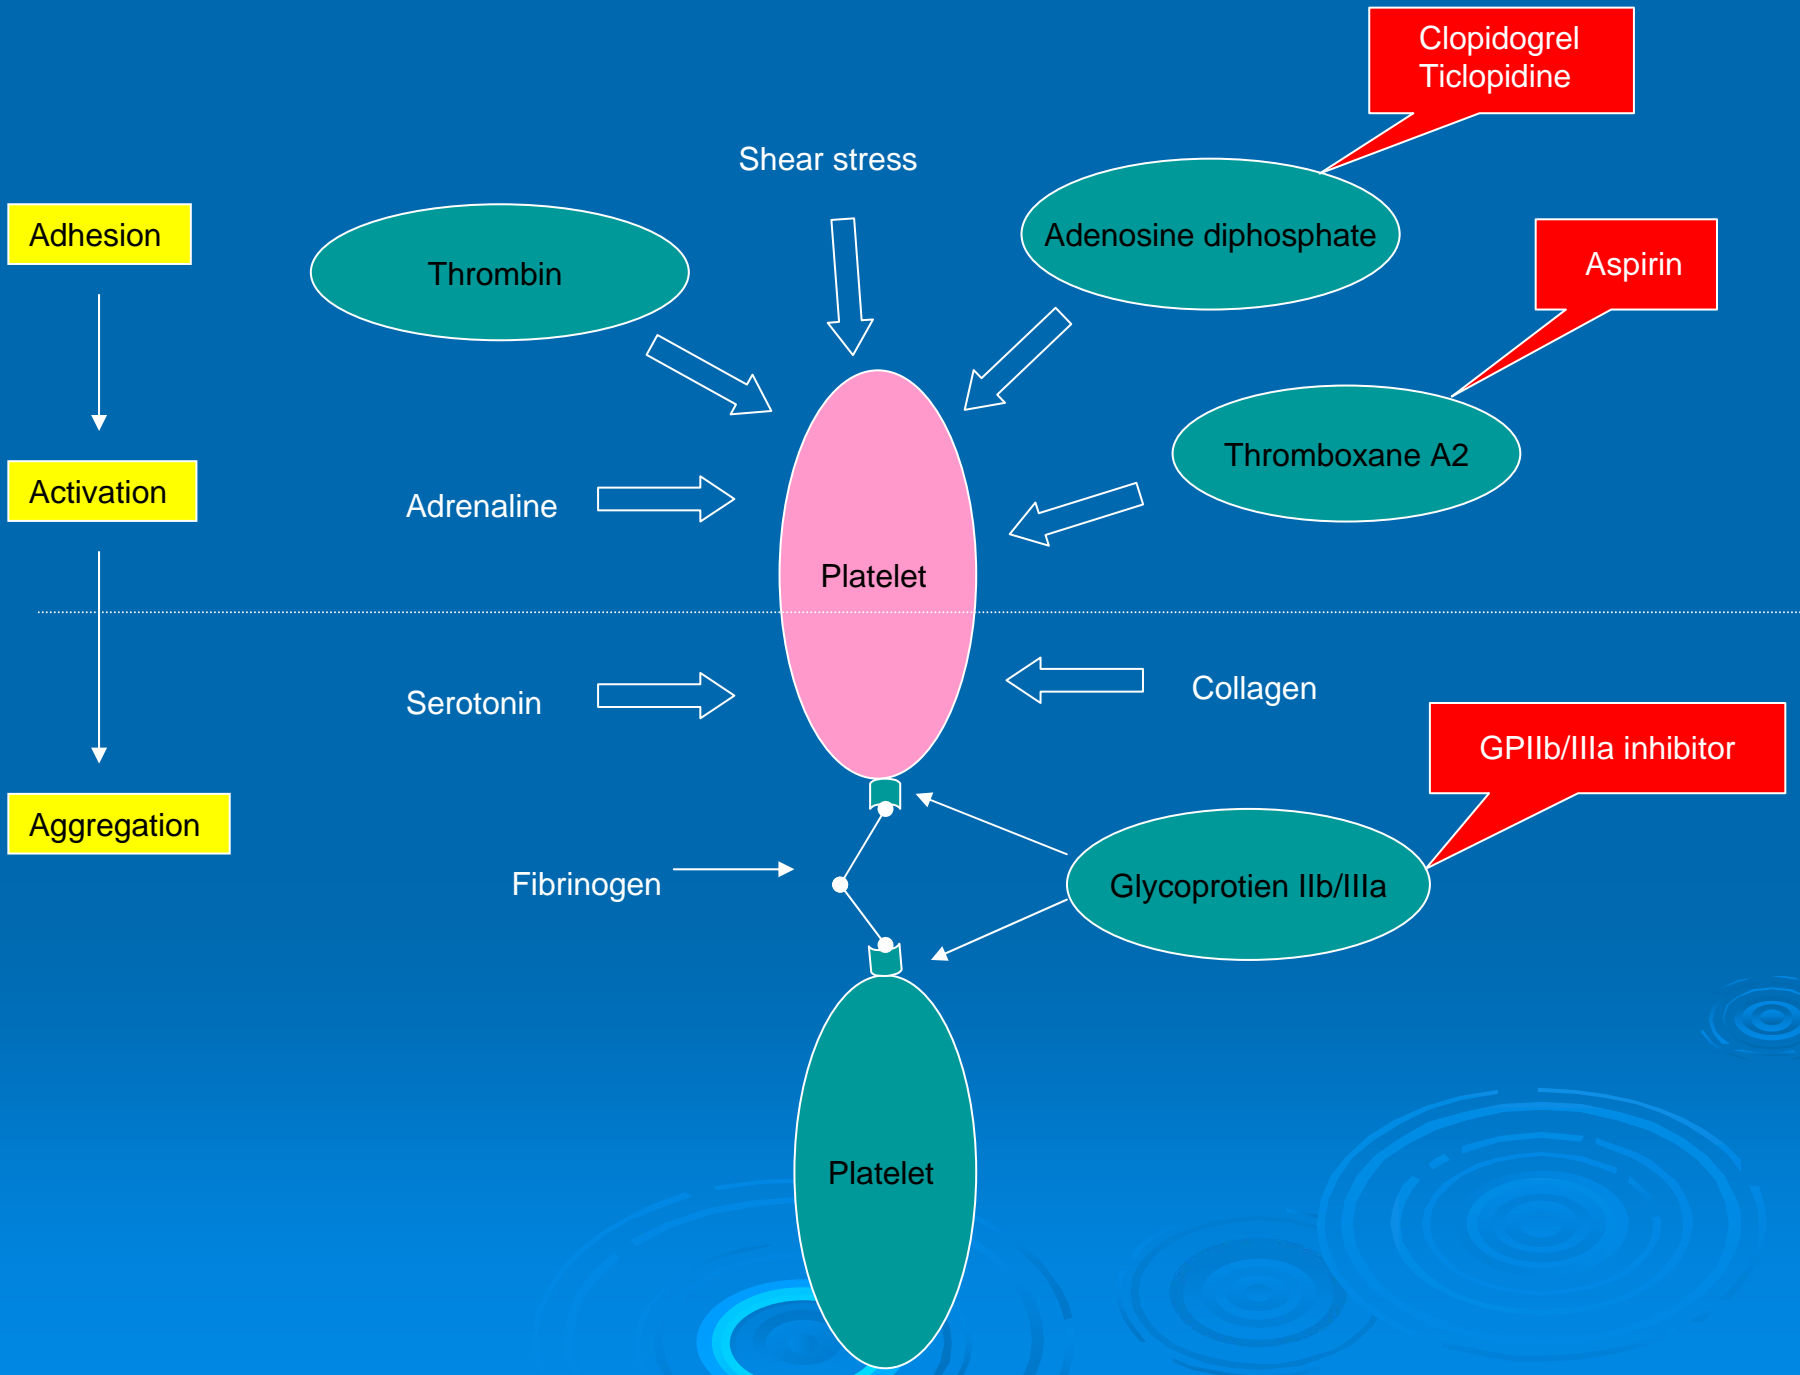 Clopidogrel
Ticlopidine
Shear stress
Adhesion
Thrombin
Adenosine diphosphate
Aspirin
Activation
Adrenaline
Thromboxane A2
Platelet
Serotonin
Collagen
GPIIb/IIIa inhibitor
Aggregation
Fibrinogen
Glycoprotien IIb/IIIa
Platelet